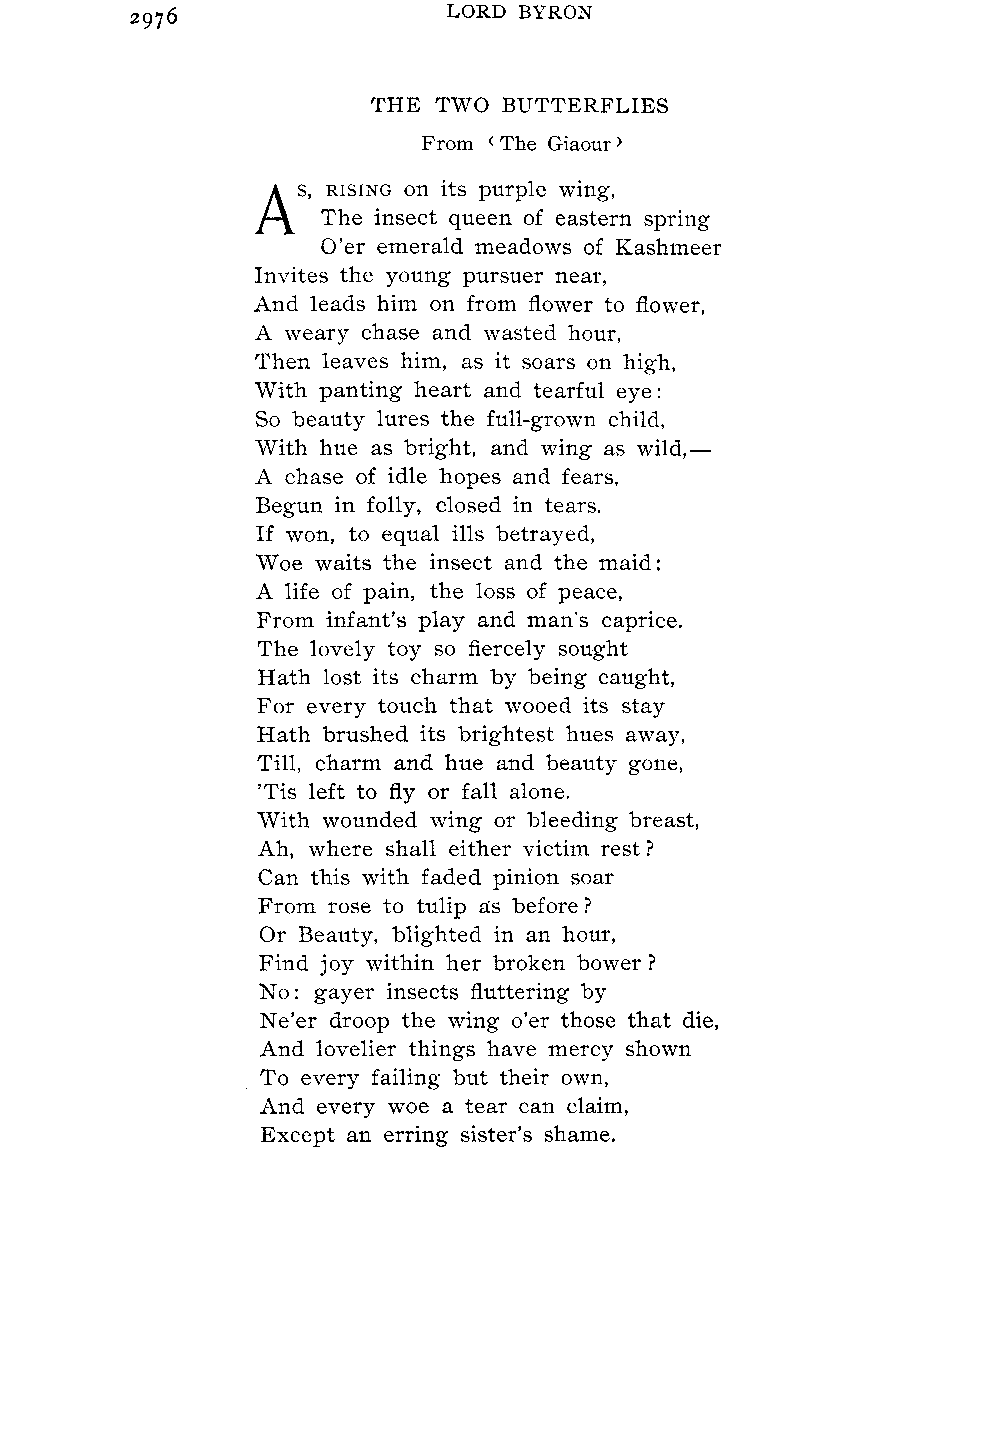 2976
LORD BYRON
THE TWO BUTTERFLIES
From ‹The Giaour›
As, RISING on its purple wing,
The insect queen of eastern spring
O'er emerald meadows of Kashmeer
Invites the young pursuer near,
And leads him on from flower to flower,
A weary chase and wasted hour,
Then leaves him, as it soars on high,
With panting heart and tearful eye:
So beauty lures the full-grown child,
With hue as bright, and wing as wild,—
A chase of idle hopes and fears,
Begun in folly, closed in tears.
If won, to equal ills betrayed,
Woe waits the insect and the maid:
A life of pain, the loss of peace,
From infant's play and man's caprice.
The lovely toy so fiercely sought
Hath lost its charm by being caught,
For every touch that wooed its stay
Hath brushed its brightest hues away,
Till, charm and hue and beauty gone,
'Tis left to fly or fall alone.
With wounded wing or bleeding breast,
Ah, where shall either victim rest?
Can this with faded pinion soar
From rose to tulip as before?
Or Beauty, blighted in an hour,
Find joy within her broken bower?
No: gayer insects fluttering by
Ne'er droop the wing o'er those that die,
And lovelier things have mercy shown
To every failing but their own,
And every woe a tear can claim,
Except an erring sister's shame.